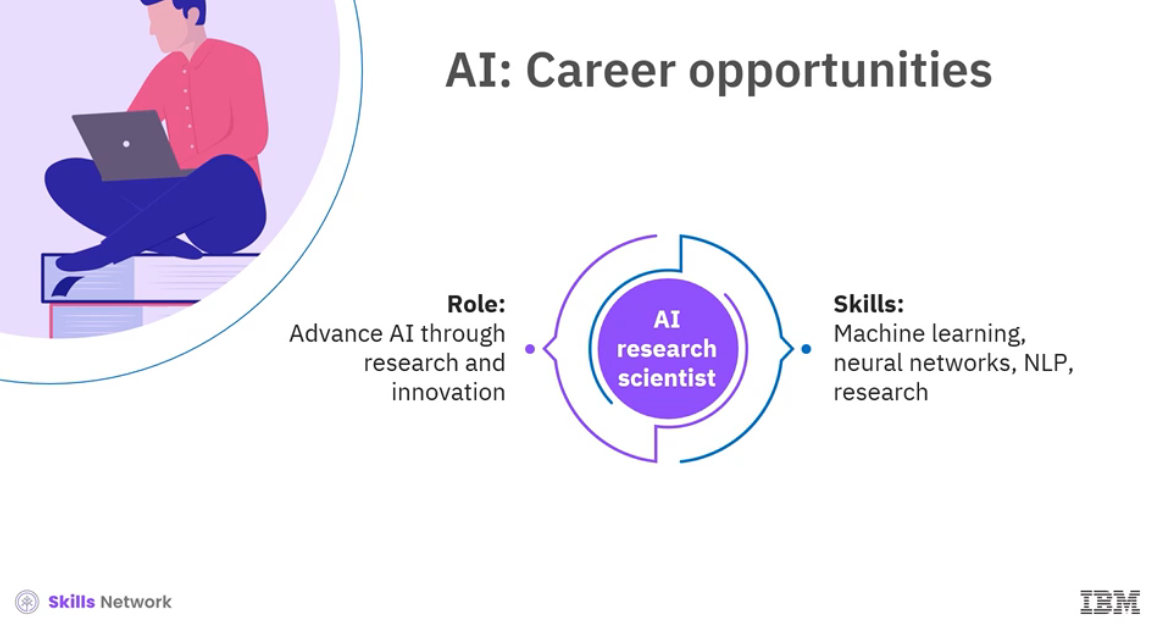 AI: Career opportunities
Role:
Advance AI through
research and
innovation
AI
research
scientist
Skills:
Machine learning,
neural networks, NLP,
research
Skills Network
IBM